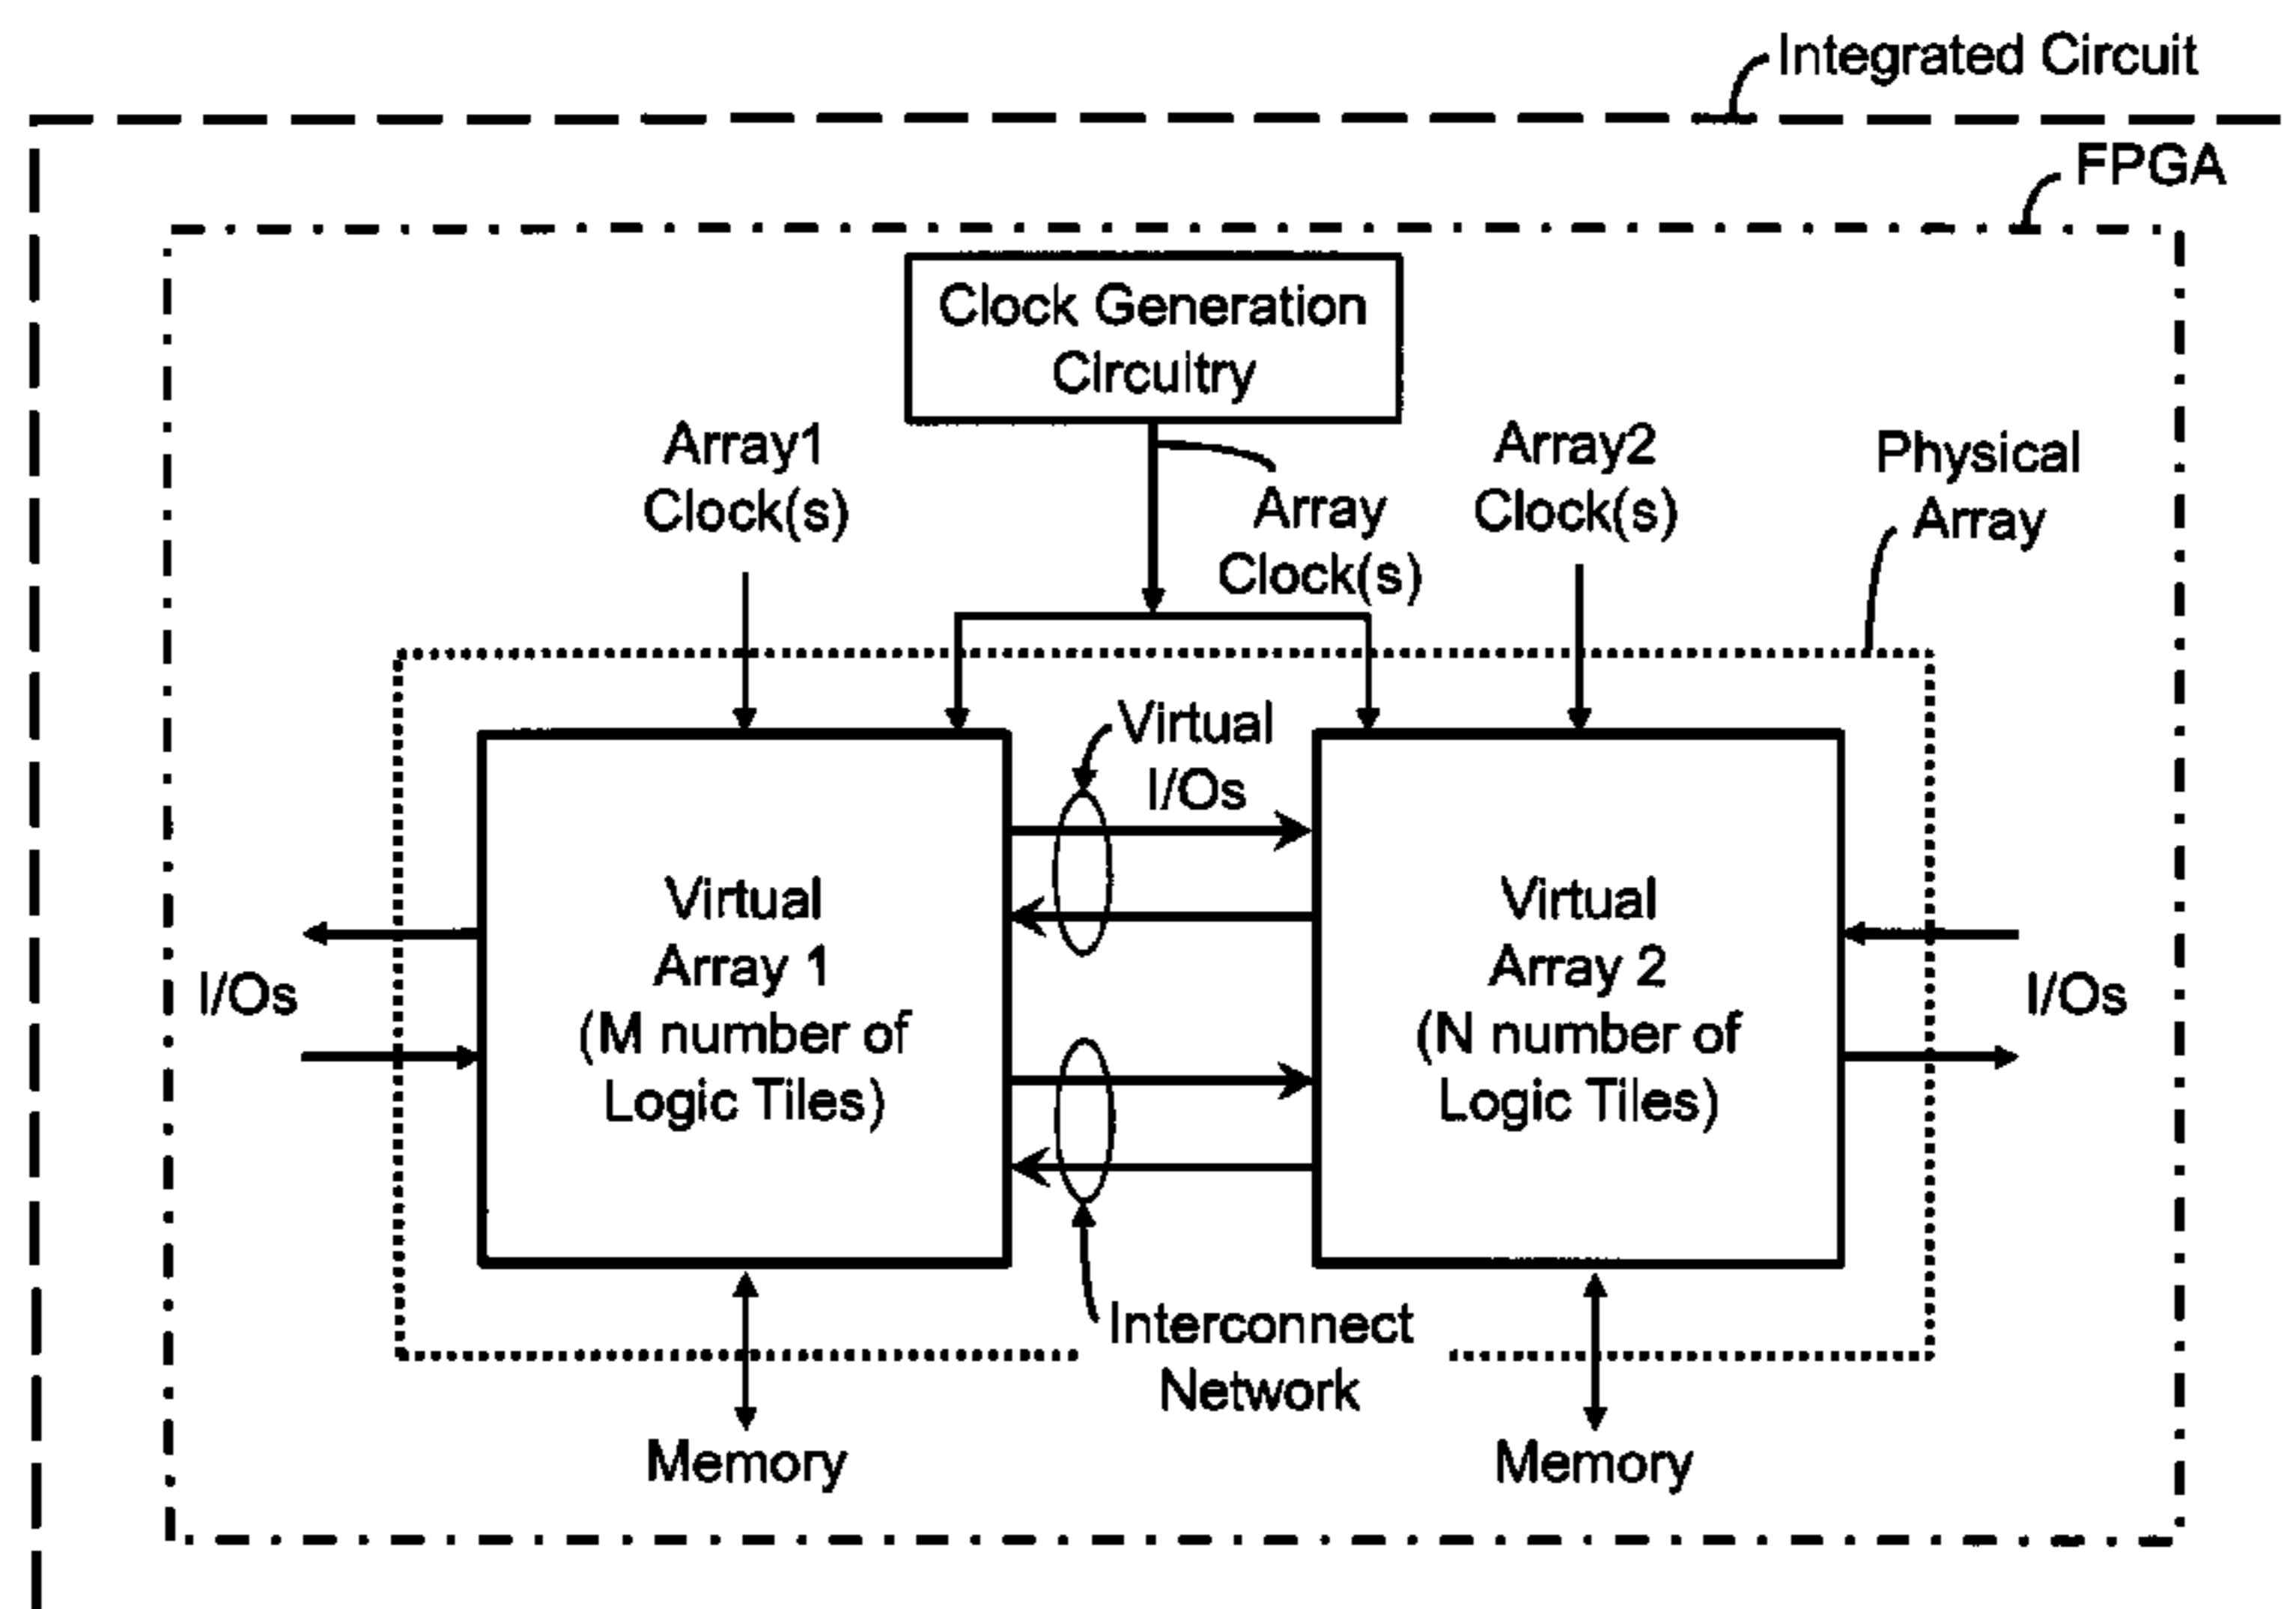 Integrated Circuit
FPGA
Clock Generation
Circuitry
Array1
Clock(s)
Array
Clock(s)
Array2
Clock(s)
Physical
Array
Virtual
I/Os
Virtual
Array 1
(M number of
Logic Tiles)
Virtual
Array 2
(N number of
Logic Tiles)
I/Os
I/Os
Interconnect
Network
Memory
Memory